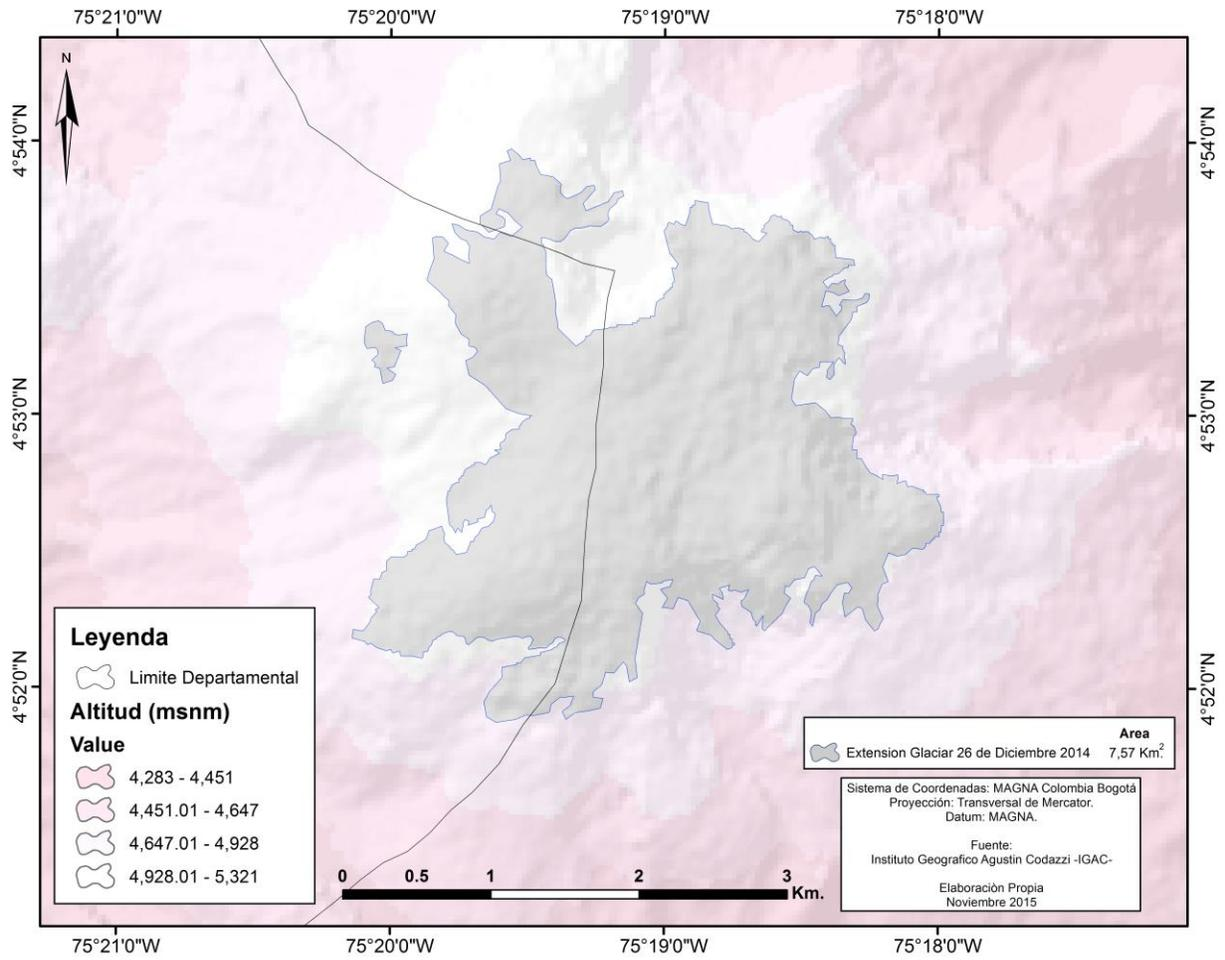 75°21'0"W 75°20'0"W 75°19'0"W 75°18'0"W
N
4°54'0"N 4°54'0"N
4°53'0"N 4°53'0"N
4°52'0"N 4°52'0"N
Leyenda
Limite Departamental
Altitud (msnm)
Value
4,283 - 4,451
4,451.01 - 4,647
4,647.01 - 4,928
4,928.01 - 5,321
0 0.5 1 2 3
Km.
Area
Extension Glaciar 26 de Diciembre 2014 7,57 Km.2
Sistema de Coordenadas: MAGNA Colombia Bogotá
Proyección: Transversal de Mercator.
Datum: MAGNA.
Fuente:
Instituto Geografico Agustin Codazzi -IGAC-
Elaboraciòn Propia
Noviembre 2015
75°21'0"W 75°20'0"W 75°19'0"W 75°18'0"W